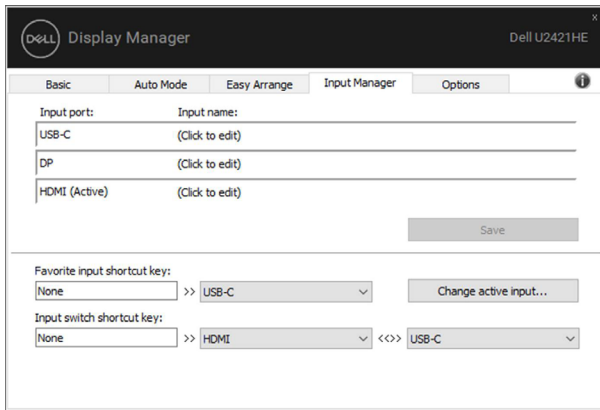 DELL Display Manager Dell U2421HE x
Basic Auto Mode Easy Arrange Input Manager Options i
Input port: Input name:
USB-C (Click to edit)
DP (Click to edit)
HDMI (Active) (Click to edit)
Save
Favorite input shortcut key:
None >> USB-C Change active input...
Input switch shortcut key:
None >> HDMI <<>> USB-C